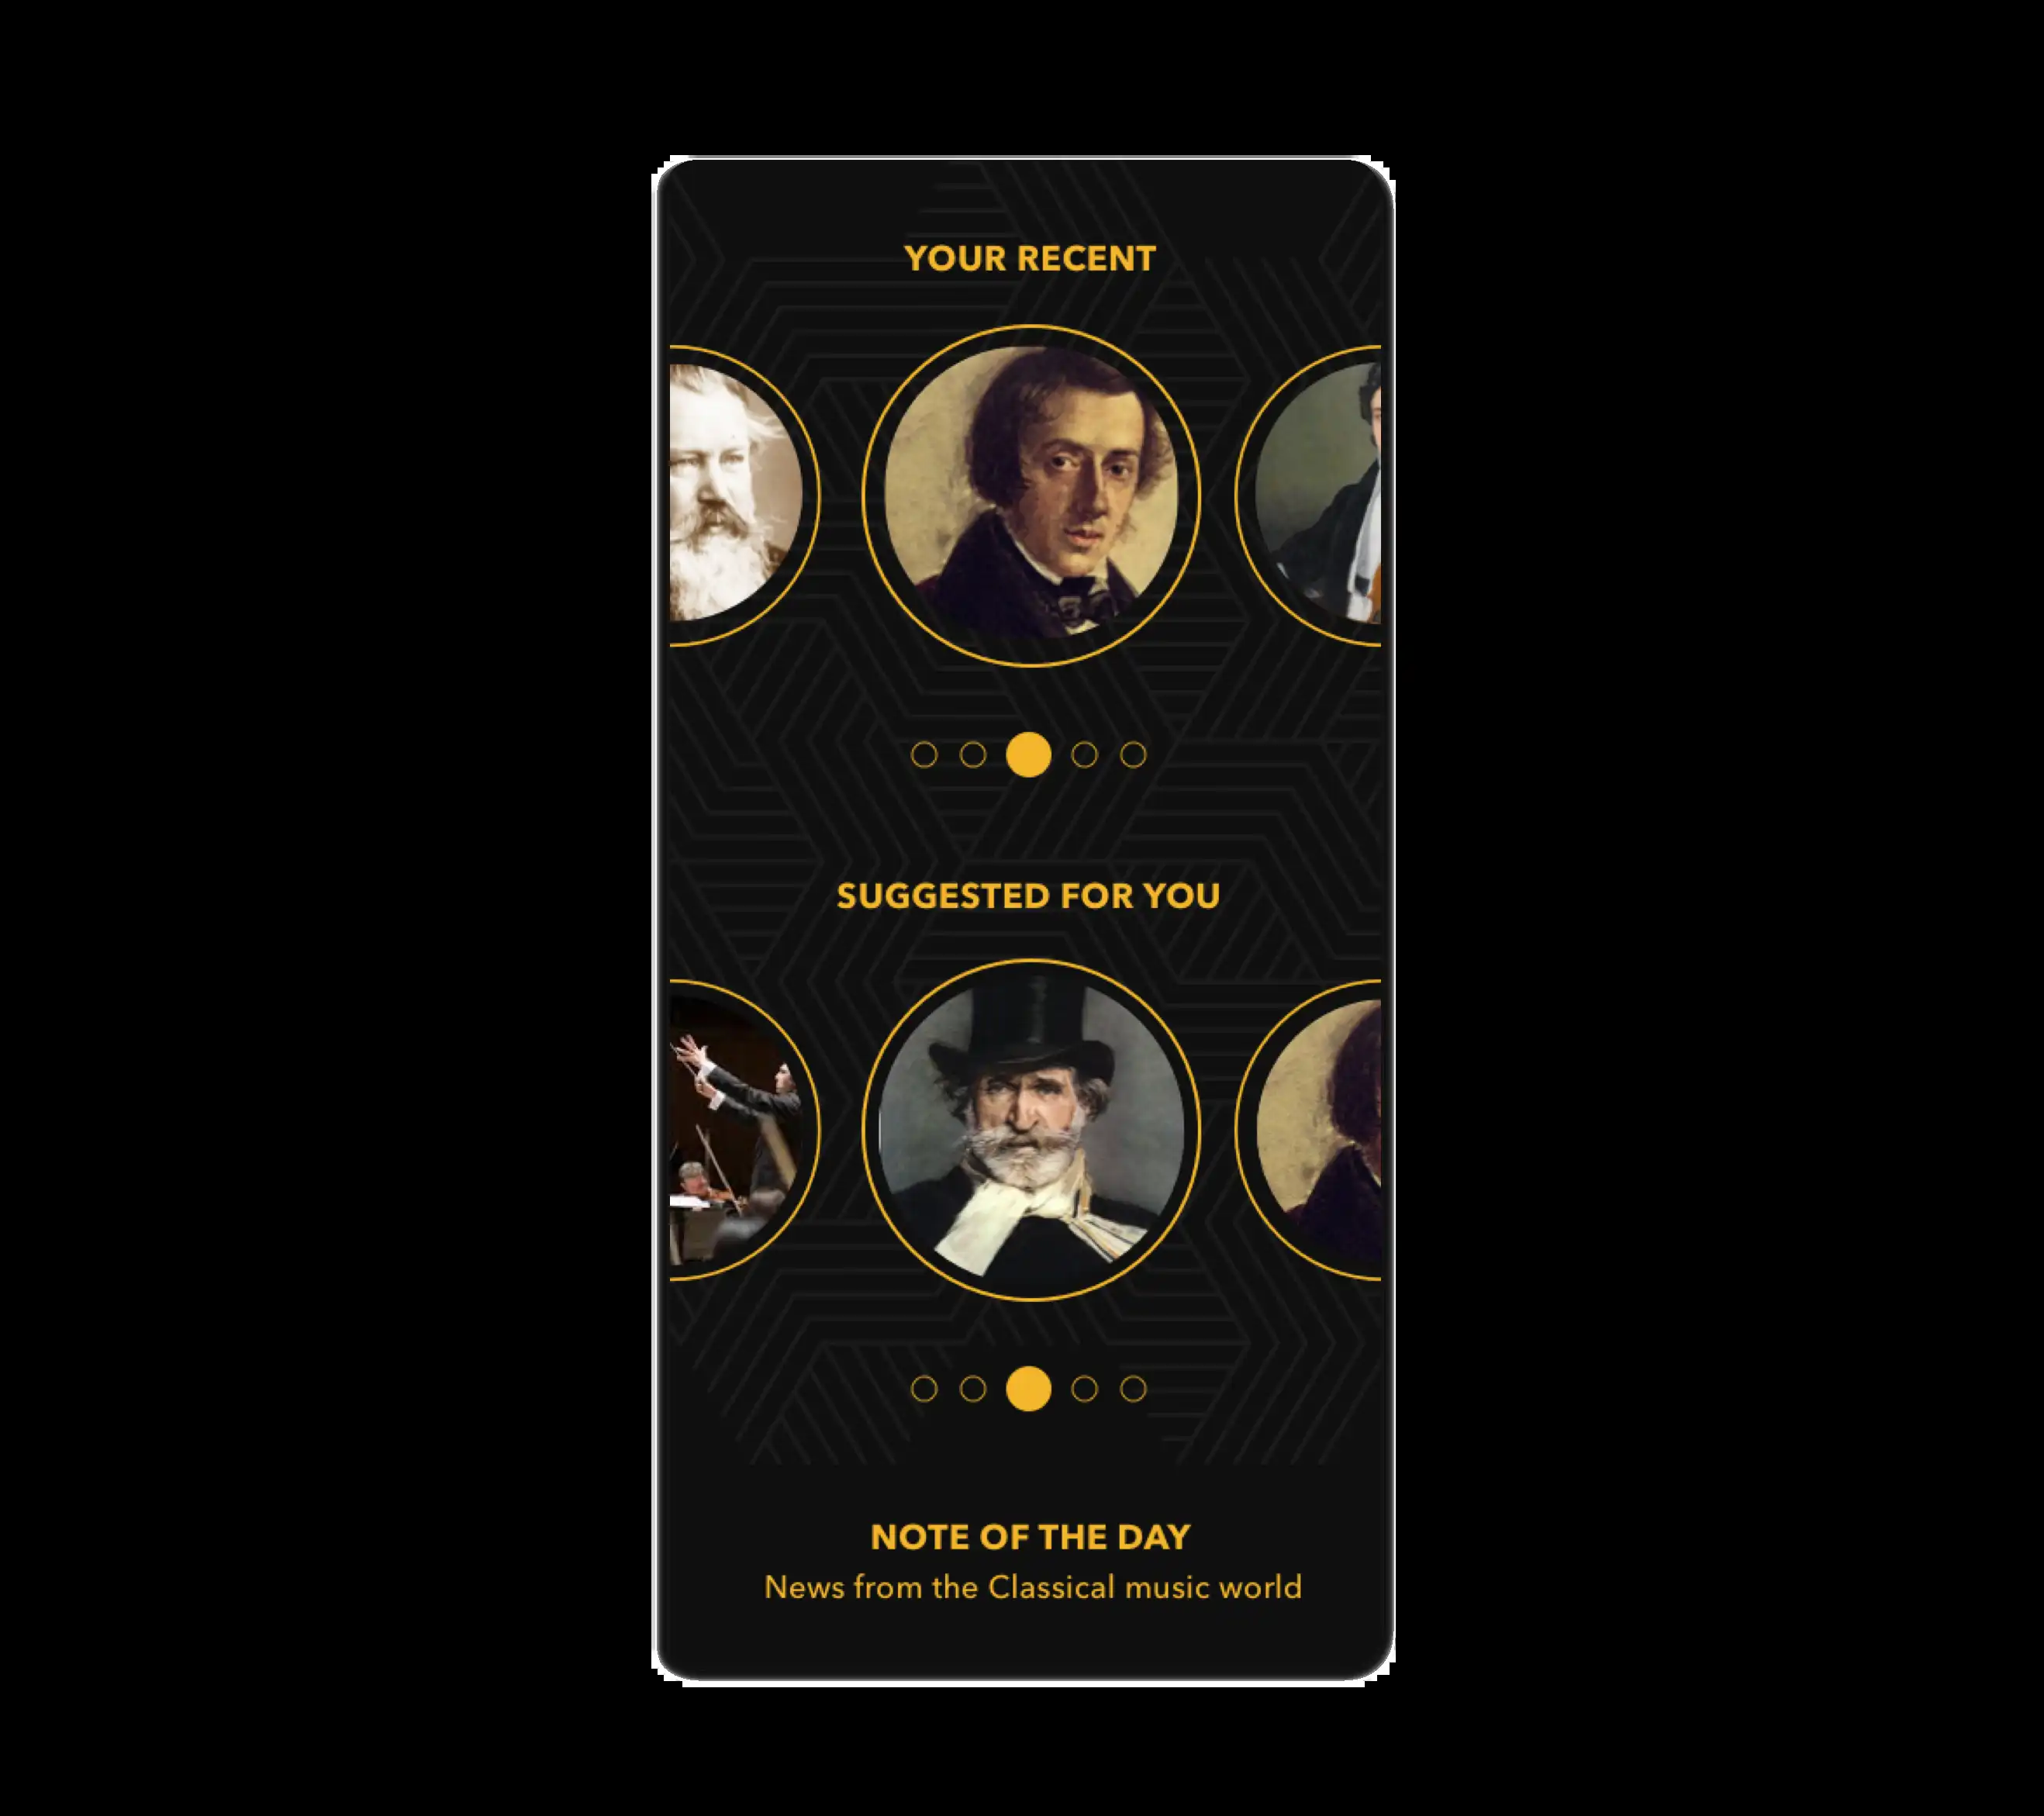 YOUR RECENT
SUGGESTED FOR YOU
NOTE OF THE DAY
News from the Classical music world